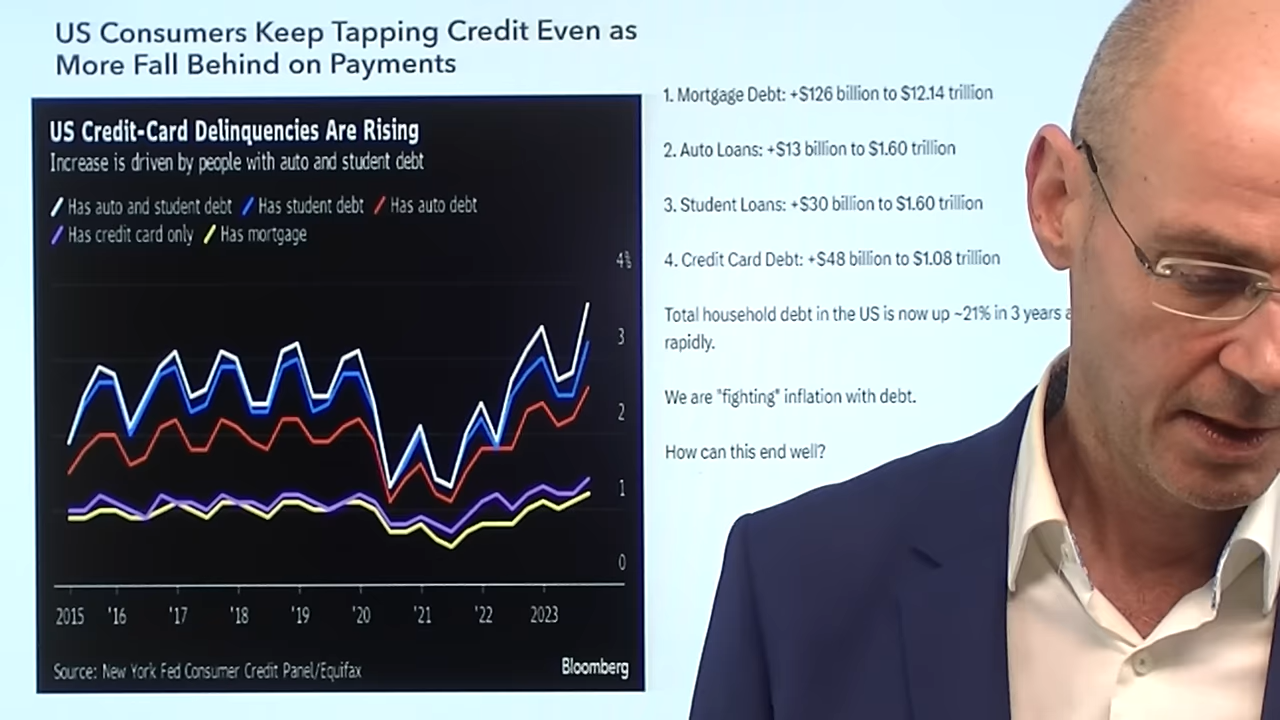 US Consumers Keep Tapping Credit Even as
More Fall Behind on Payments
US Credit-Card Delinquencies Are Rising
Increase is driven by people with auto and student debt
Has auto and student debt Has student debt Has auto debt
Has credit card only Has mortgage
4%
3
2
1
0
2015 '16 '17 '18 '19 '20 '21 '22 2023
Source: New York Fed Consumer Credit Panel/Equifax
Bloomberg
1. Mortgage Debt: +$126 billion to $12.14 trillion
2. Auto Loans: +$13 billion to $1.60 trillion
3. Student Loans: +$30 billion to $1.60 trillion
4. Credit Card Debt: +$48 billion to $1.08 trillion
Total household debt in the US is now up ~21% in 3 years
rapidly.
We are "fighting" inflation with debt.
How can this end well?